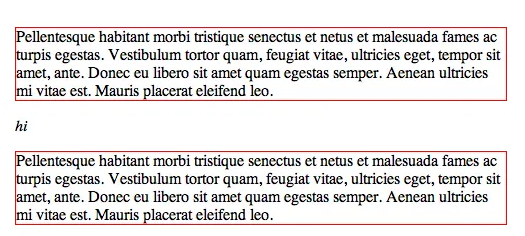 Pellentesque habitant morbi tristique senectus et netus et malesuada fames ac
turpis egestas. Vestibulum tortor quam, feugiat vitae, ultricies eget, tempor sit
amet, ante. Donec eu libero sit amet quam egestas semper. Aenean ultricies
mi vitae est. Mauris placerat eleifend leo.
hi
Pellentesque habitant morbi tristique senectus et netus et malesuada fames ac
turpis egestas. Vestibulum tortor quam, feugiat vitae, ultricies eget, tempor sit
amet, ante. Donec eu libero sit amet quam egestas semper. Aenean ultricies
mi vitae est. Mauris placerat eleifend leo.